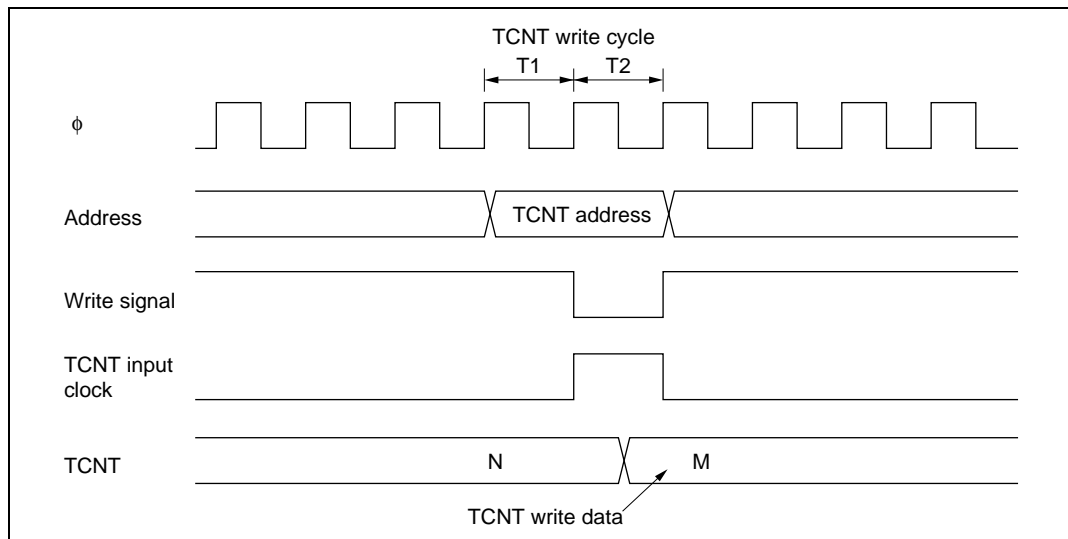 TCNT write cycle
T1 T2
ϕ
Address
TCNT address
Write signal
TCNT input
clock
TCNT
N
M
TCNT write data